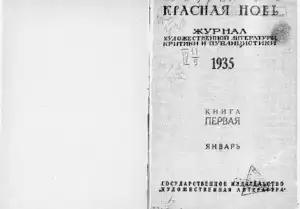 КРАСНАЯ НОВЬ
ЖУРНАЛ
ХУДОЖЕСТВЕННОЙ ЛИТЕРАТУРЫ,
КРИТИКИ И ПУБЛИЦИСТИКИ
1935
КНИГА
ПЕРВАЯ
ЯНВАРЬ
ГОСУДАРСТВЕННОЕ ИЗДАТЕЛЬСТВО
"ХУДОЖЕСТВЕННАЯ ЛИТЕРАТУРА"